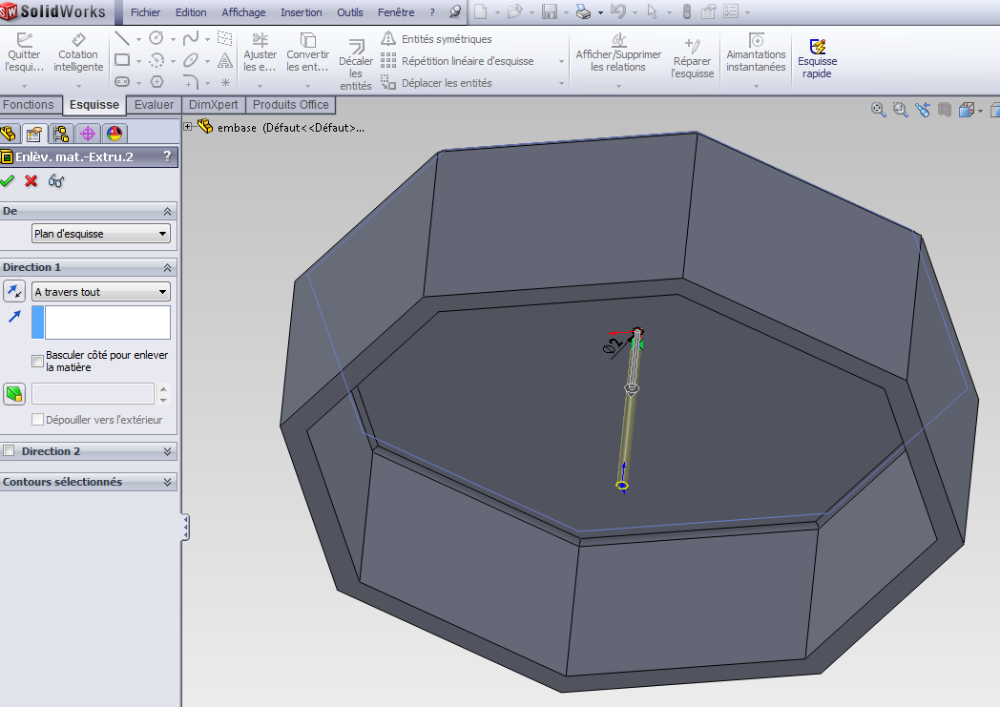 SolidWorks Fichier Edition Affichage Insertion Outils Fenêtre ?
Quitter l'esqui...
Cotation intelligente
Ajuster les e...
Convertir les ent...
Décaler les entités
Entités symétriques
Répétition linéaire d'esquisse
Déplacer les entités
Afficher/Supprimer les relations
Réparer l'esquisse
Aimantations instantanées
Esquisse rapide
Fonctions Esquisse Evaluer DimXpert Produits Office
embase (Défaut<<Défaut>...
Enlèv. mat.-Extru.2 ?
De
Plan d'esquisse
Direction 1
A travers tout
Basculer côté pour enlever
la matière
Dépouiller vers l'extérieur
Direction 2
Contours sélectionnés
Ø2